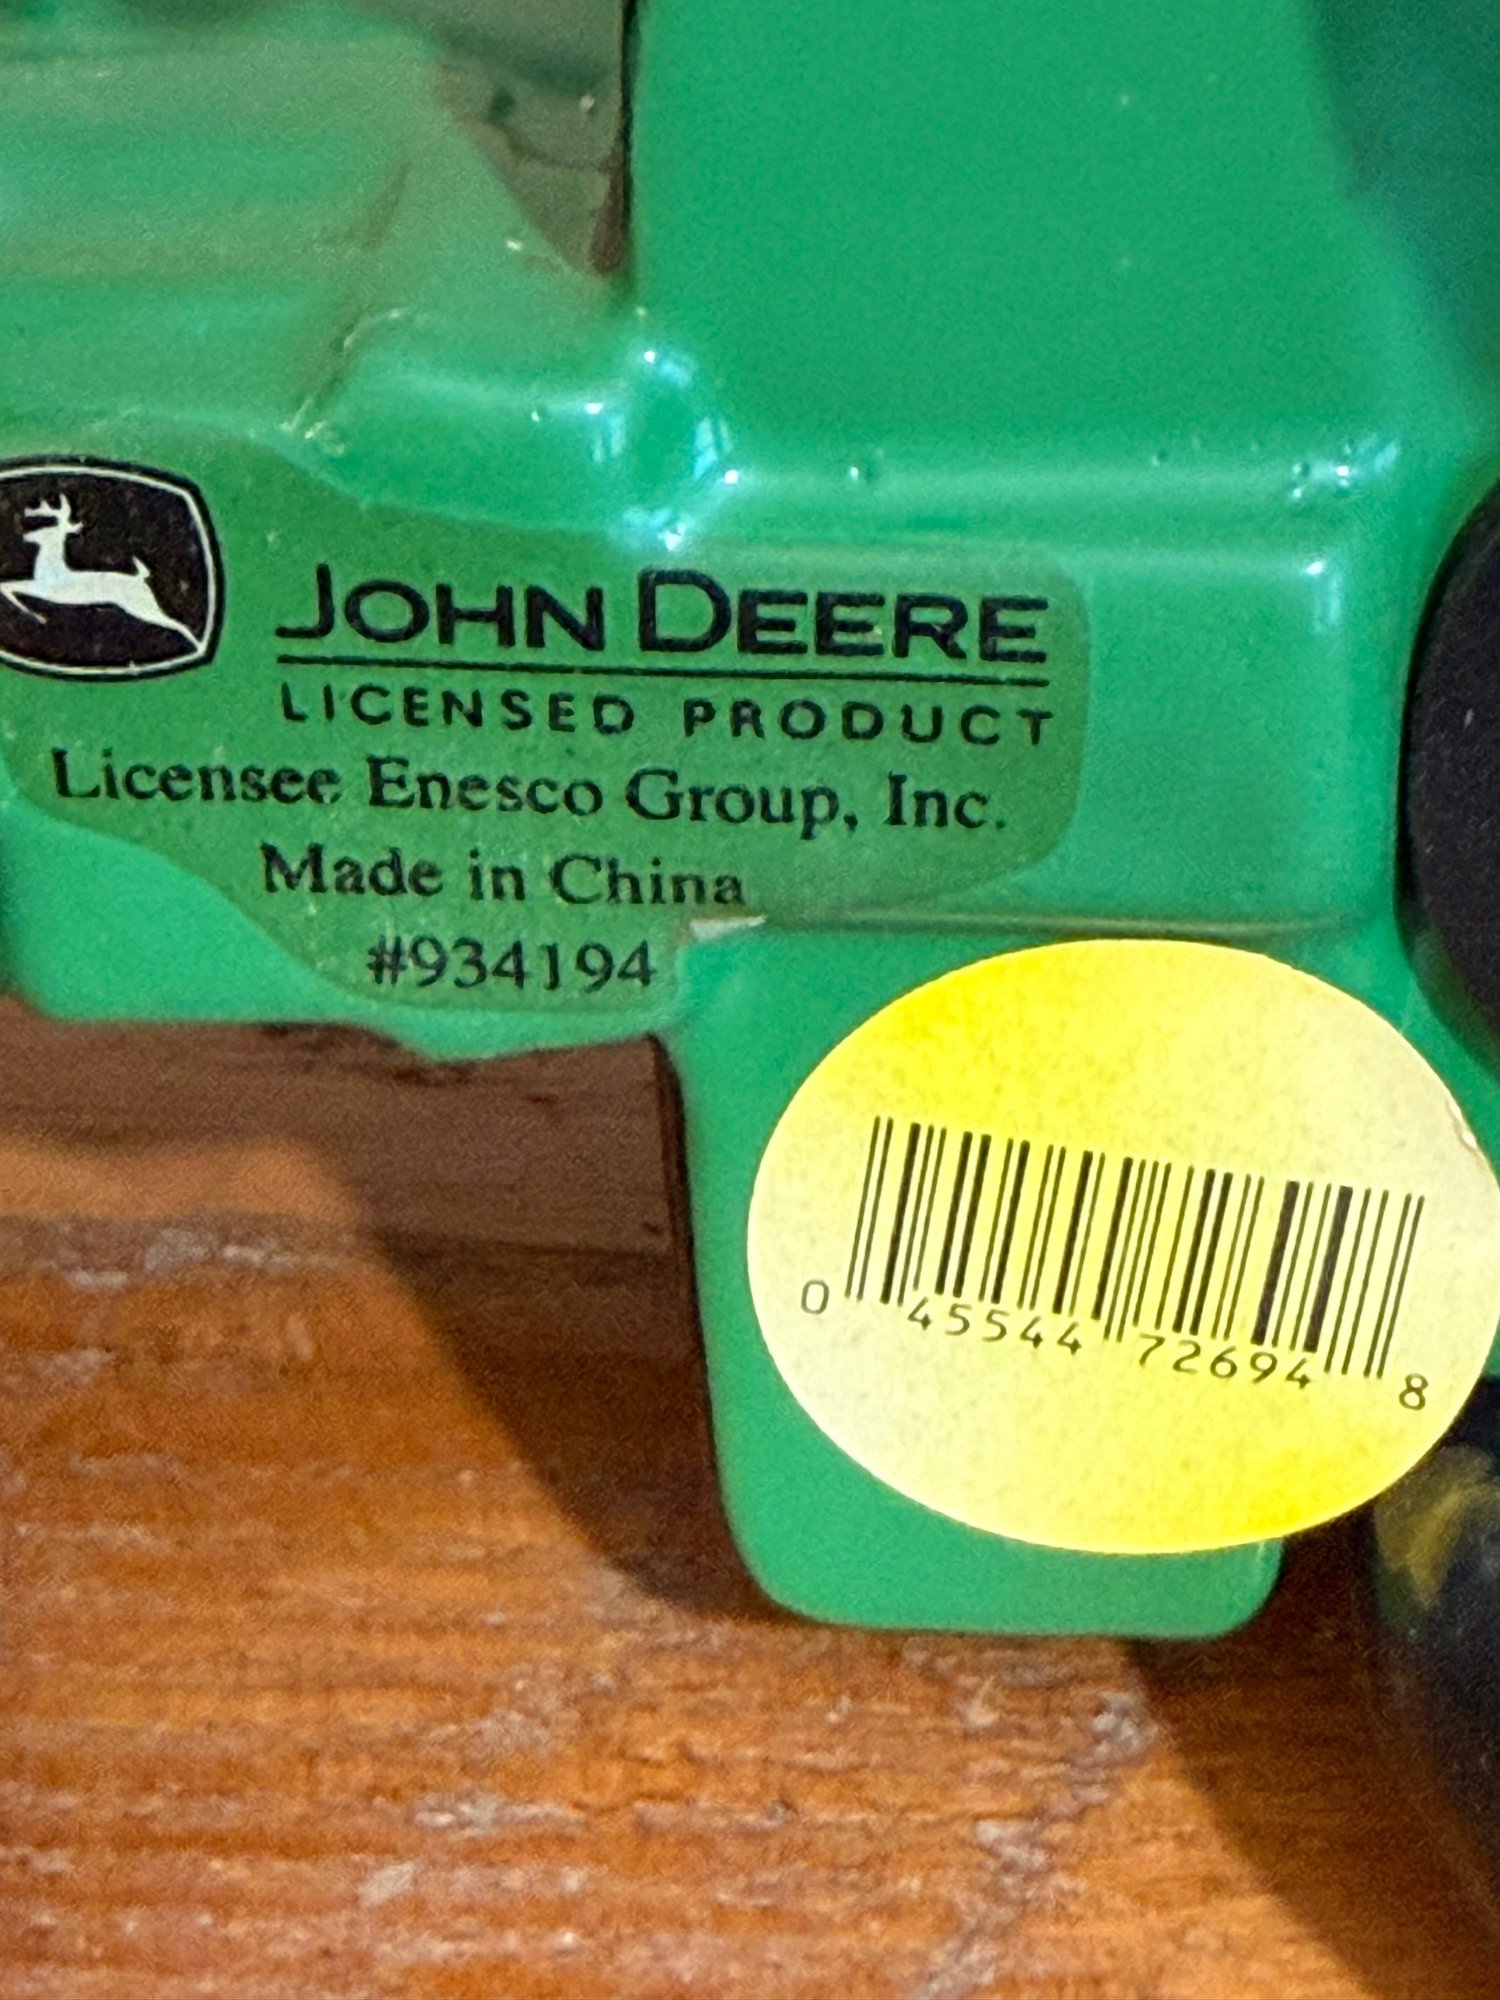 JOHN DEERE
LICENSED PRODUCT
Licensee Enesco Group, Inc.
Made in China
#934194
0 45544 72694 8